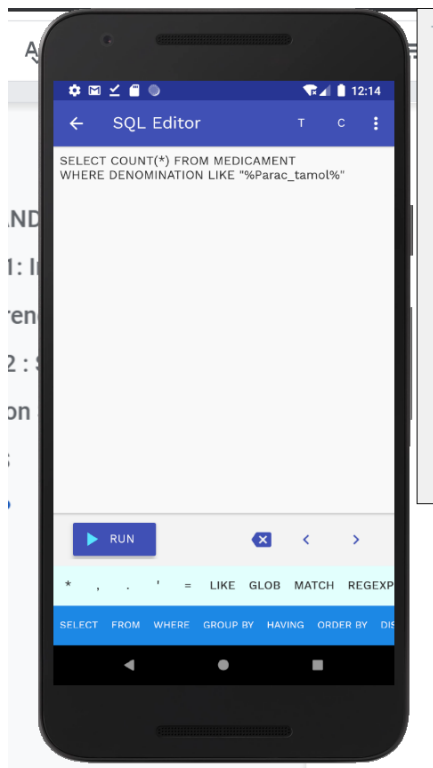 12:14
SQL Editor T C
SELECT COUNT(*) FROM MEDICAMENT
WHERE DENOMINATION LIKE "%Parac_tamol%"
RUN
* , . ' = LIKE GLOB MATCH REGEXP
SELECT FROM WHERE GROUP BY HAVING ORDER BY DIS